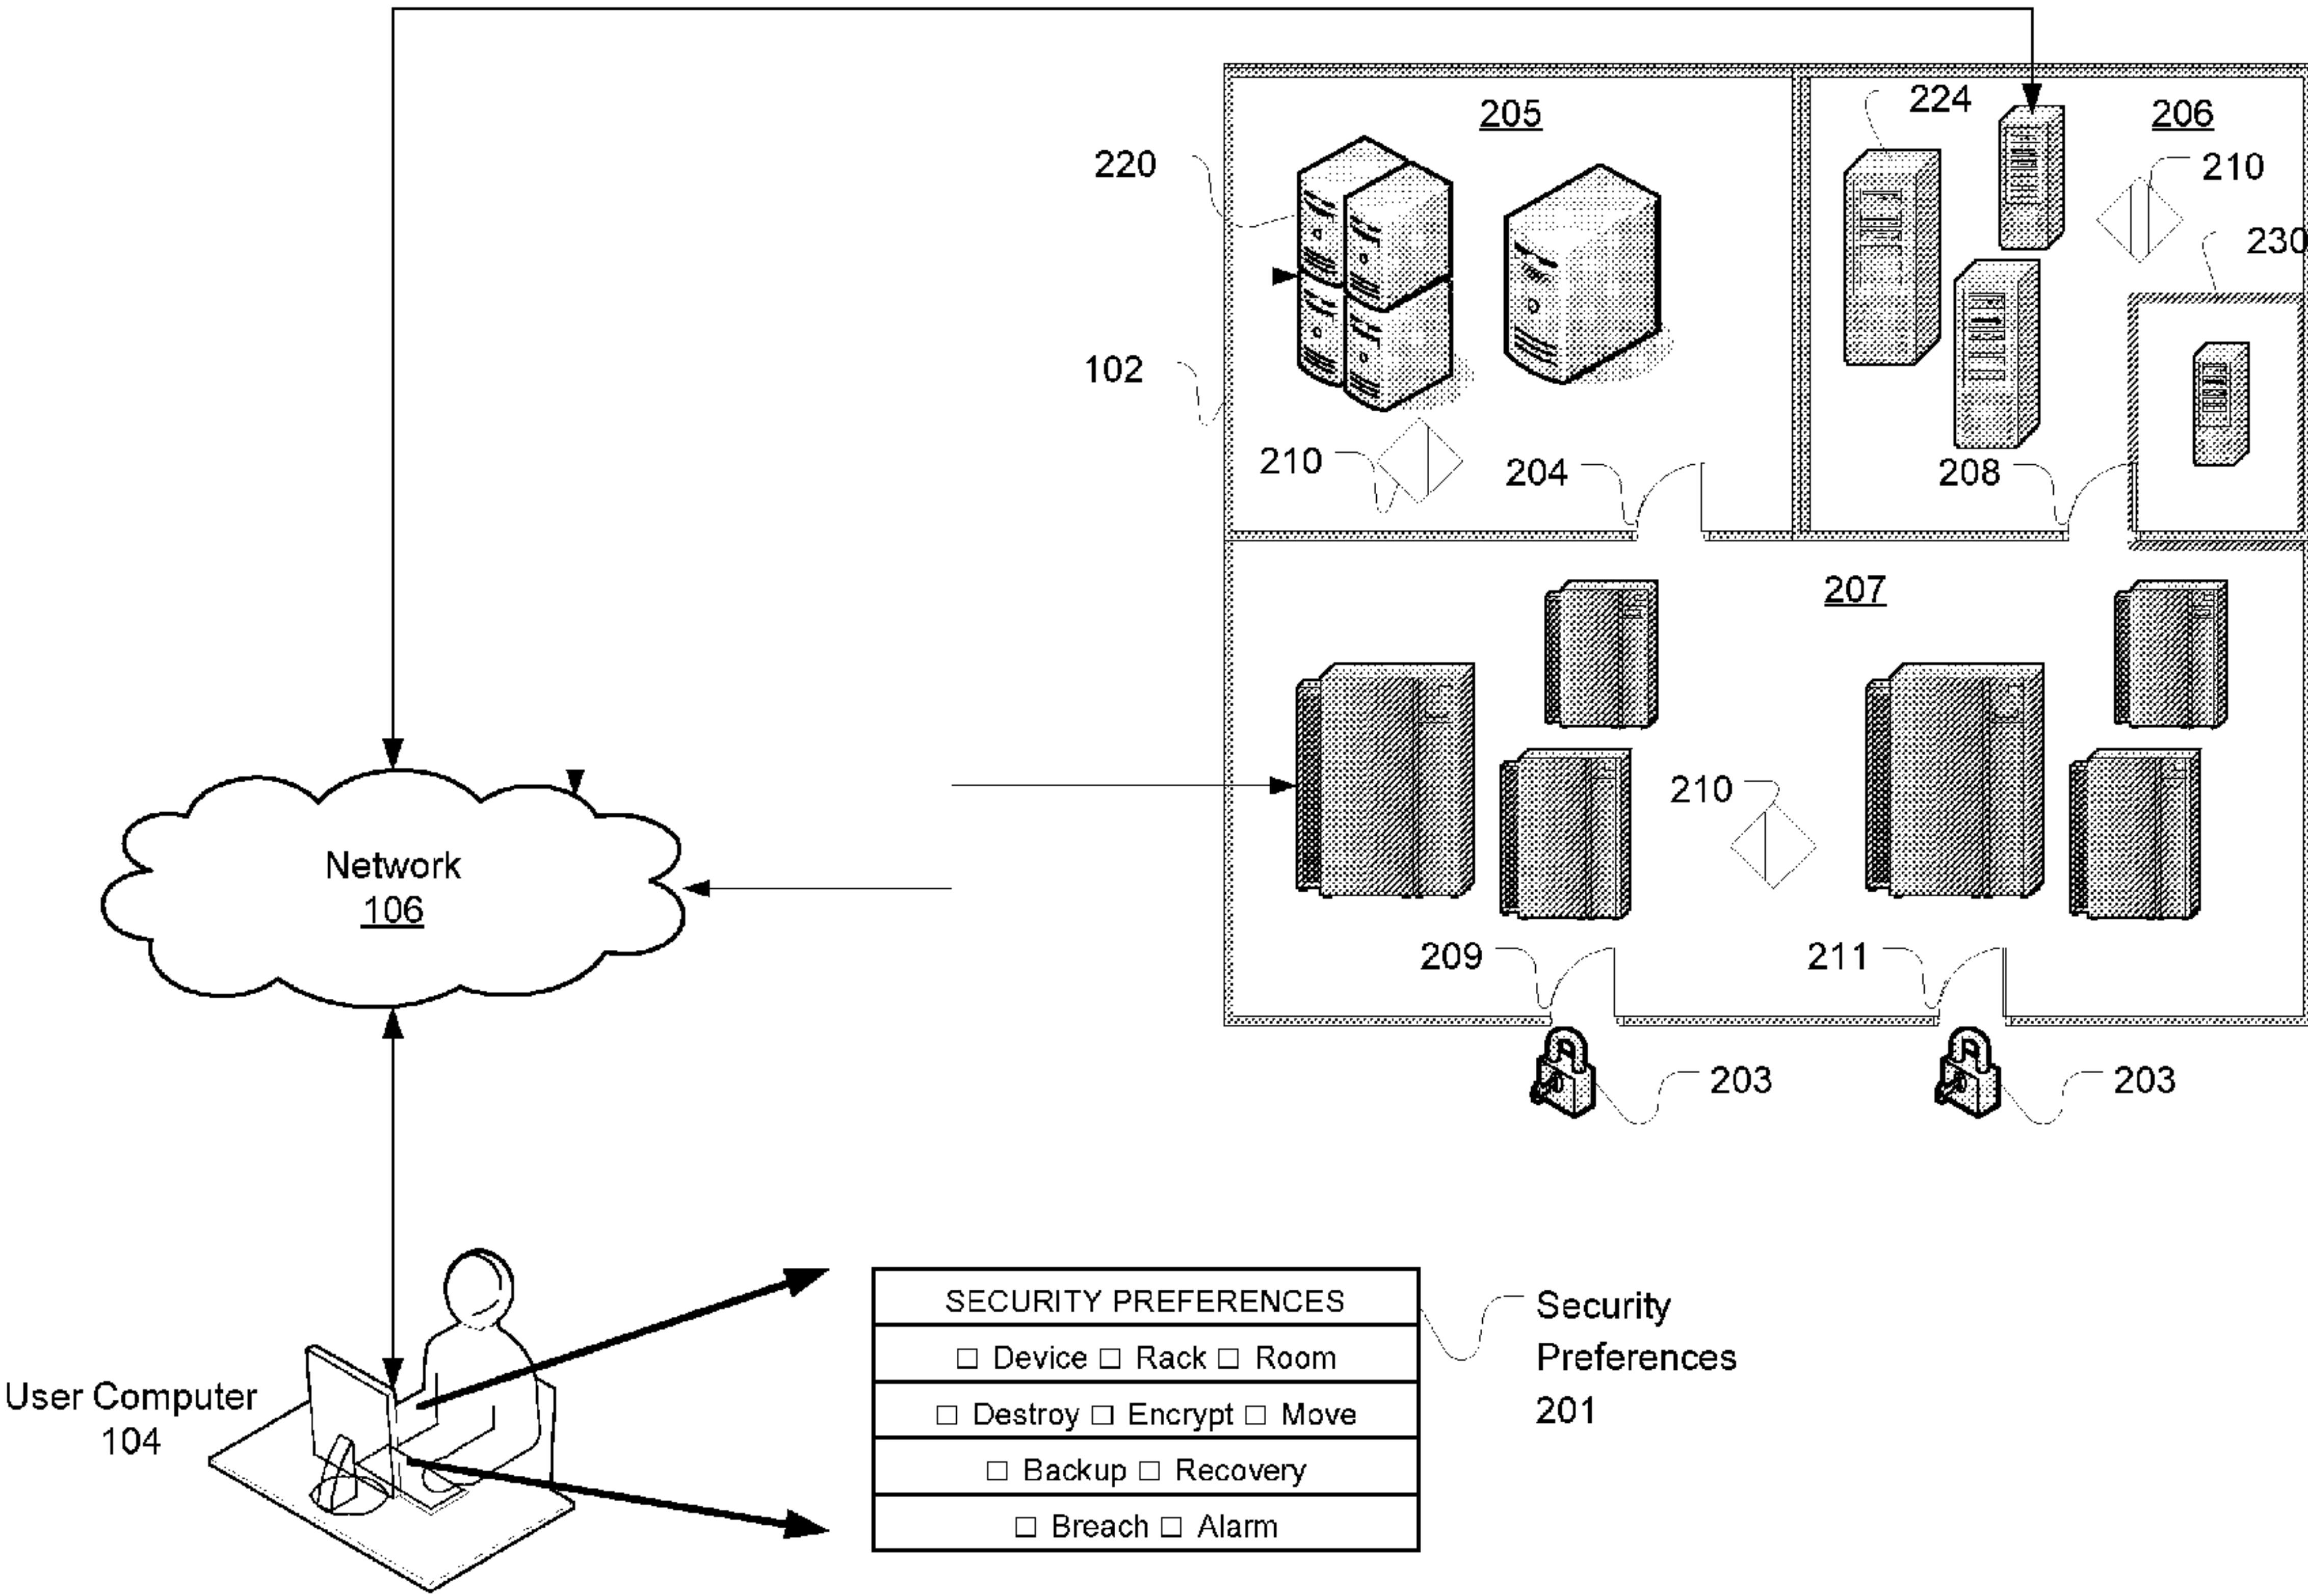 224
205
206
220
210
230
102
210
204
208
207
210
Network
106
209
211
203
203
SECURITY PREFERENCES
□ Device □ Rack □ Room
□ Destroy □ Encrypt □ Move
□ Backup □ Recovery
□ Breach □ Alarm
Security
Preferences
201
User Computer
104